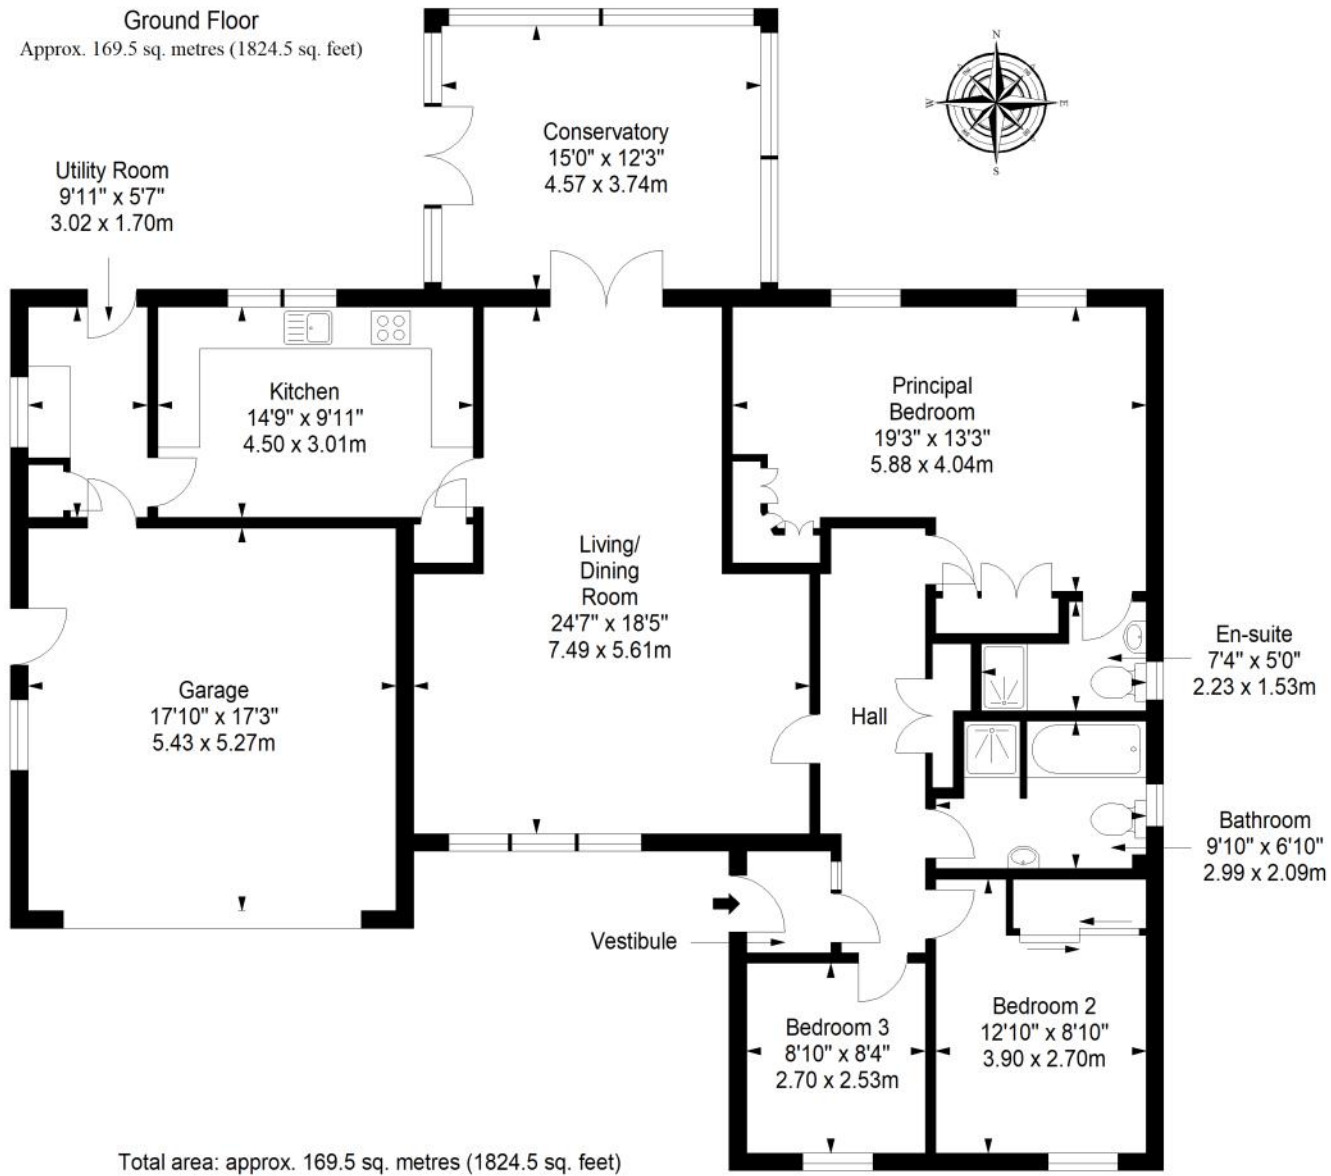 Ground Floor
Approx. 169.5 sq. metres (1824.5 sq. feet)
N
W
E
S
Conservatory
15'0" x 12'3"
4.57 x 3.74m
Utility Room
9'11" x 5'7"
3.02 x 1.70m
Kitchen
14'9" x 9'11"
4.50 x 3.01m
Principal
Bedroom
19'3" x 13'3"
5.88 x 4.04m
Living/
Dining
Room
24'7" x 18'5"
7.49 x 5.61m
En-suite
7'4" x 5'0"
2.23 x 1.53m
Garage
17'10" x 17'3"
5.43 x 5.27m
Hall
Bathroom
9'10" x 6'10"
2.99 x 2.09m
Vestibule
Bedroom 3
8'10" x 8'4"
2.70 x 2.53m
Bedroom 2
12'10" x 8'10"
3.90 x 2.70m
Total area: approx. 169.5 sq. metres (1824.5 sq. feet)